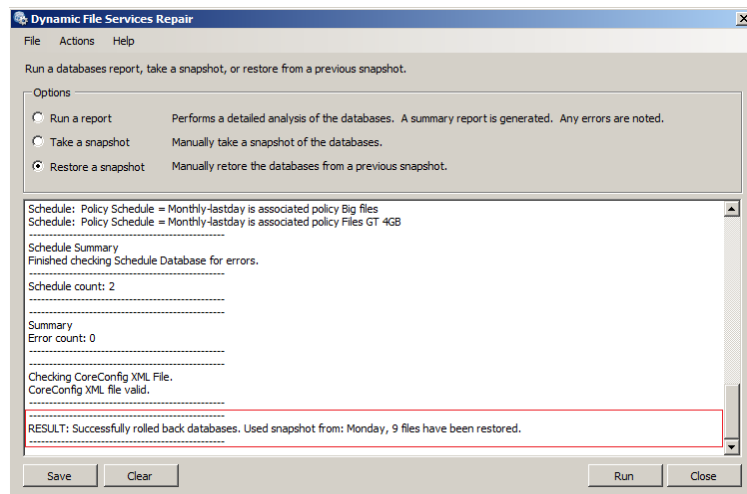 Dynamic File Services Repair
File Actions Help
Run a databases report, take a snapshot, or restore from a previous snapshot.
Options
Run a report Performs a detailed analysis of the databases. A summary report is generated. Any errors are noted.
Take a snapshot Manually take a snapshot of the databases.
Restore a snapshot Manually retore the databases from a previous snapshot.
Schedule: Policy Schedule = Monthly-lastday is associated policy Big files
Schedule: Policy Schedule = Monthly-lastday is associated policy Files GT 4GB
Schedule Summary
Finished checking Schedule Database for errors.
Schedule count: 2
Summary
Error count: 0
Checking CoreConfig XML File.
CoreConfig XML file valid.
RESULT: Successfully rolled back databases. Used snapshot from: Monday, 9 files have been restored.
Save Clear Run Close